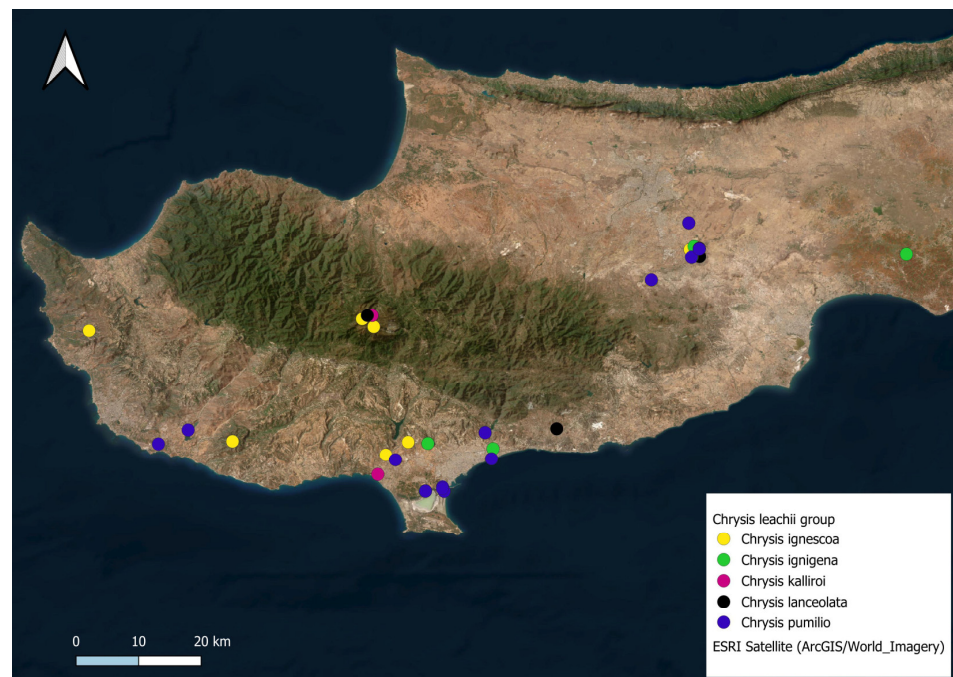 Chrysis leachii group
Chrysis ignescoa
Chrysis ignigena
Chrysis kalliroi
Chrysis lanceolata
Chrysis pumilio
ESRI Satellite (ArcGIS/World_Imagery)
0 10 20 km